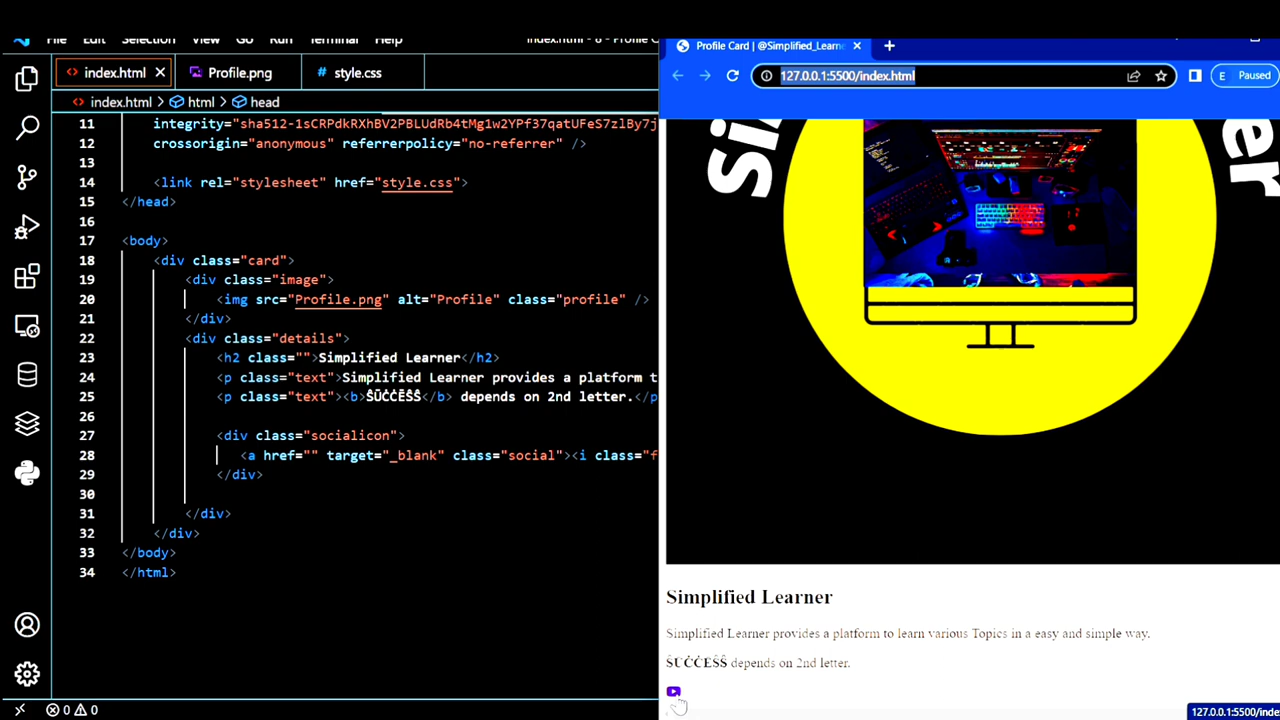 File Edit Selection View Go Run Terminal Help index.html - 8 - Profile C
index.html Profile.png # style.css
index.html > html > head
11 integrity="sha512-1sCRPdkRXhBV2PBLUdRb4tMg1w2YPf37qatUFeS7zlBy7j
12 crossorigin="anonymous" referrerpolicy="no-referrer" />
13
14 <link rel="stylesheet" href="style.css">
15 </head>
16
17 <body>
18 <div class="card">
19 <div class="image">
20 <img src="Profile.png" alt="Profile" class="profile" />
21 </div>
22 <div class="details">
23 <h2 class="">Simplified Learner</h2>
24 <p class="text">Simplified Learner provides a platform t
25 <p class="text"><b>ŜŪĊĊĒŜŜ</b> depends on 2nd letter.</p
26
27 <div class="socialicon">
28 <a href="" target="_blank" class="social"><i class="f
29 </div>
30
31 </div>
32 </div>
33 </body>
34 </html>
0 0
Profile Card | @Simplified_Learne
127.0.0.1:5500/index.html
E Paused
Sim
er
Simplified Learner
Simplified Learner provides a platform to learn various Topics in a easy and simple way.
ŜŪĊĊĒŜŜ depends on 2nd letter.
127.0.0.1:5500/inde